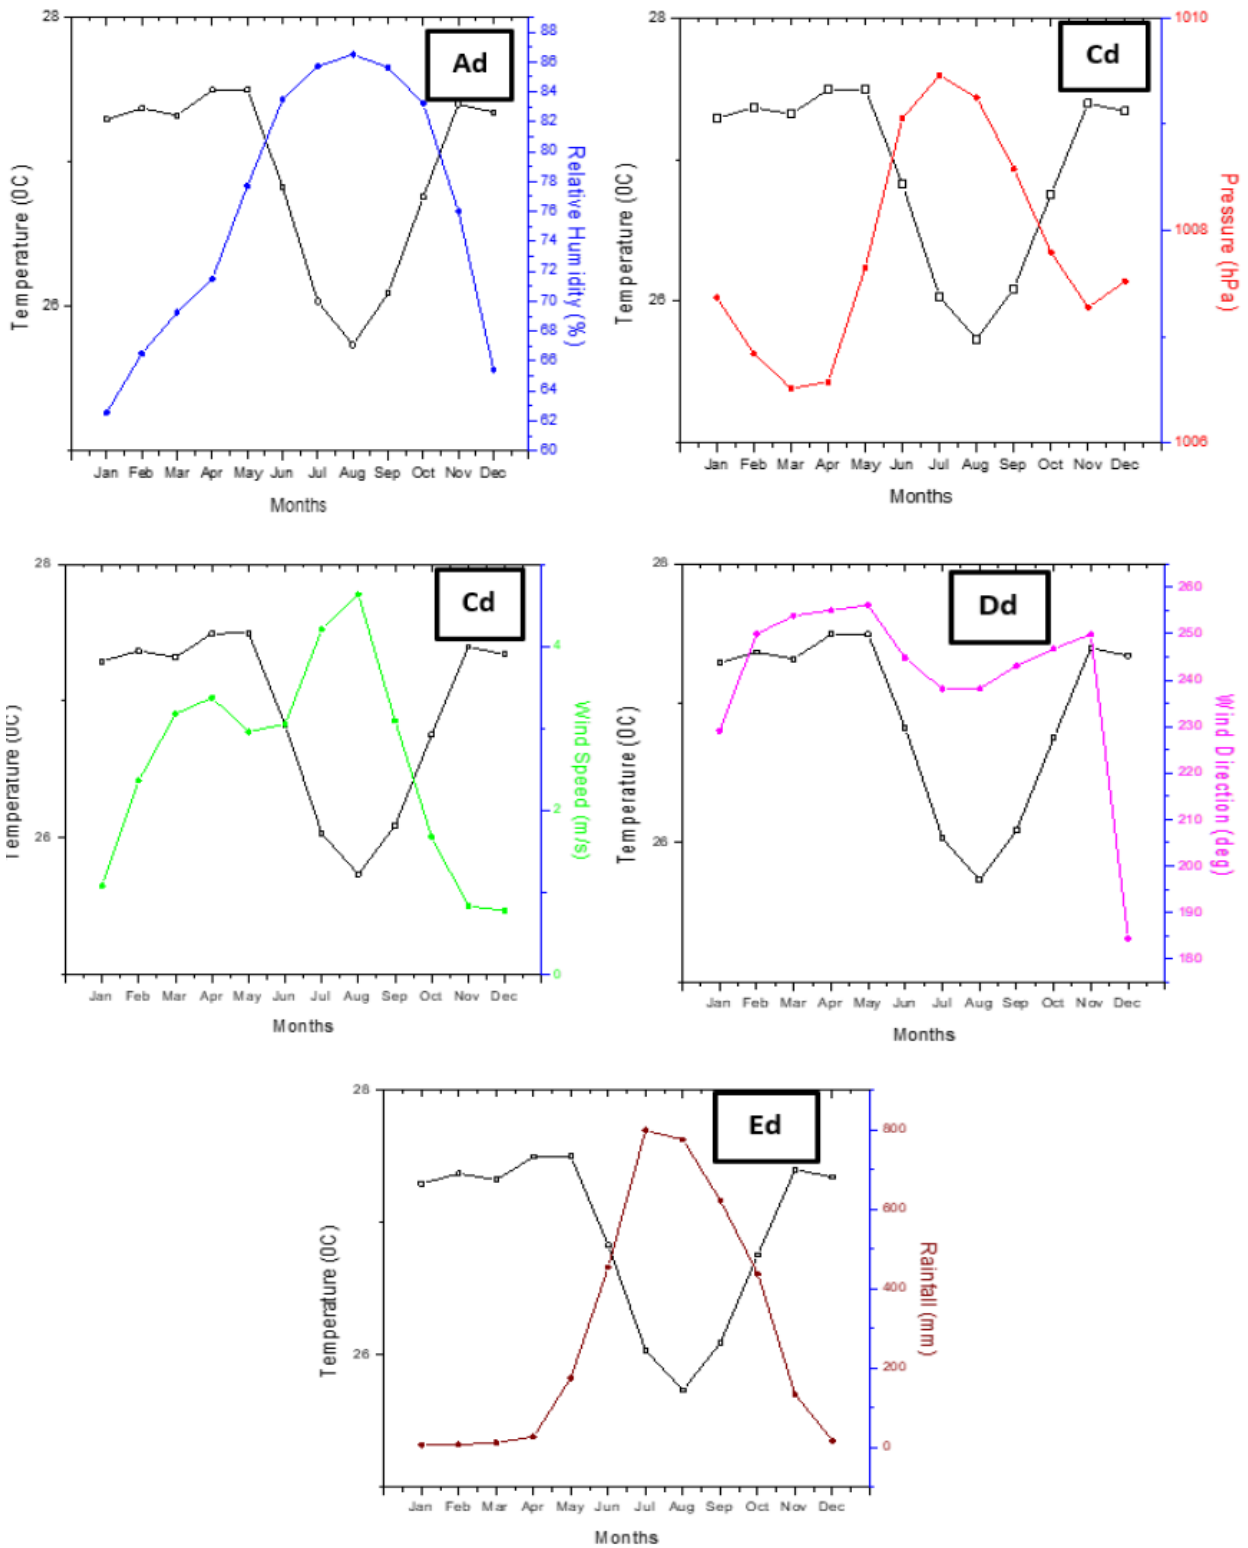 Ad
28
26
Temperature (0C)
88
86
84
82
80
78
76
74
72
70
68
66
64
62
60
Relative Humidity (%)
Jan Feb Mar Apr May Jun Jul Aug Sep Oct Nov Dec
Months
Cd
28
26
Temperature (0C)
1010
1008
1006
Pressure (hPa)
Jan Feb Mar Apr May Jun Jul Aug Sep Oct Nov Dec
Months
Cd
28
26
Temperature (0C)
4
2
0
Wind Speed (m/s)
Jan Feb Mar Apr May Jun Jul Aug Sep Oct Nov Dec
Months
Dd
28
26
Temperature (0C)
260
250
240
230
220
210
200
190
180
Wind Direction (deg)
Jan Feb Mar Apr May Jun Jul Aug Sep Oct Nov Dec
Months
Ed
28
26
Temperature (0C)
800
600
400
200
0
Rainfall (mm)
Jan Feb Mar Apr May Jun Jul Aug Sep Oct Nov Dec
Months